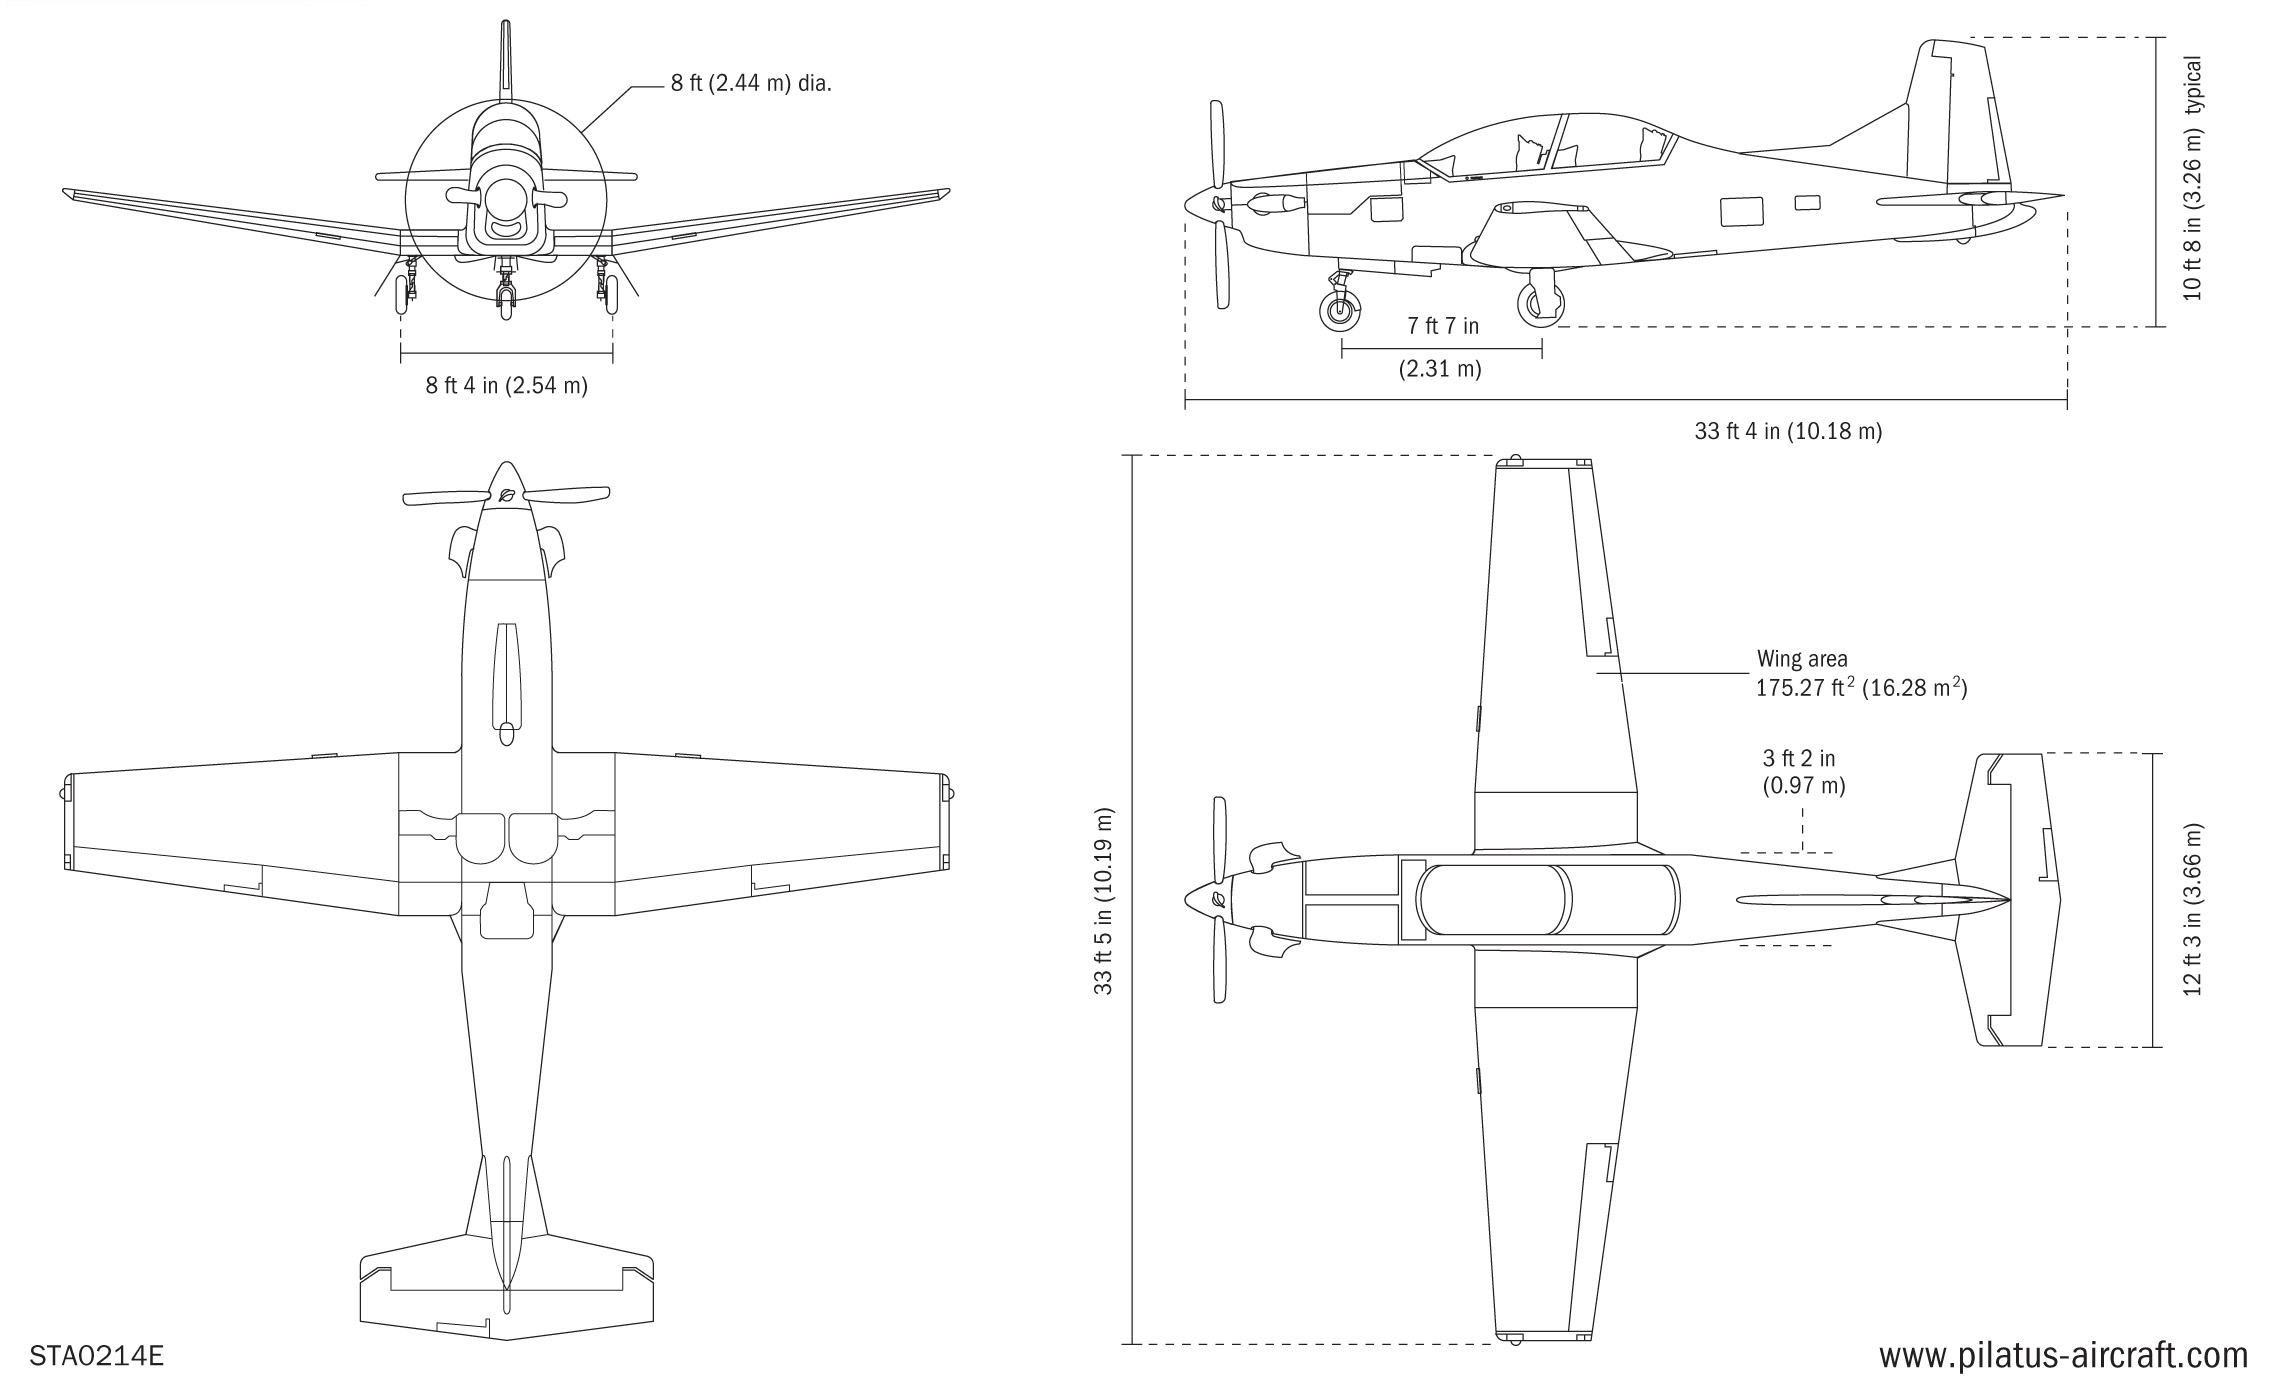 8 ft (2.44 m) dia.
8 ft 4 in (2.54 m)
10 ft 8 in (3.26 m) typical
7 ft 7 in
(2.31 m)
33 ft 4 in (10.18 m)
Wing area
175.27 ft² (16.28 m²)
3 ft 2 in
(0.97 m)
33 ft 5 in (10.19 m)
12 ft 3 in (3.66 m)
STA0214E
www.pilatus-aircraft.com